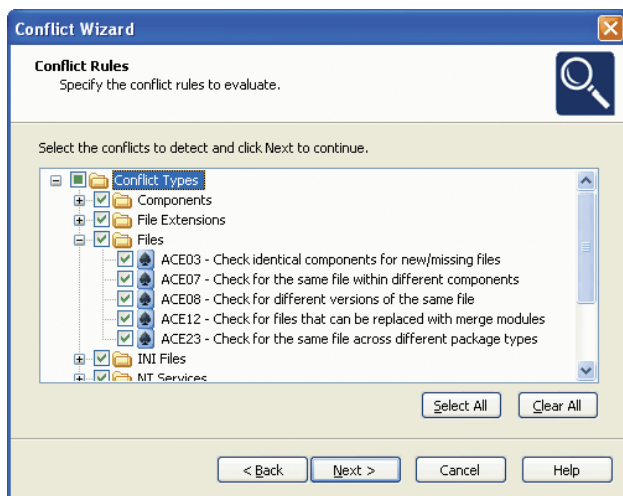 Conflict Wizard
Conflict Rules
Specify the conflict rules to evaluate.
Select the conflicts to detect and click Next to continue.
Conflict Types
Components
File Extensions
Files
ACE03 - Check identical components for new/missing files
ACE07 - Check for the same file within different components
ACE08 - Check for different versions of the same file
ACE12 - Check for files that can be replaced with merge modules
ACE23 - Check for the same file across different package types
INI Files
NT Services
Select All Clear All
< Back Next > Cancel Help